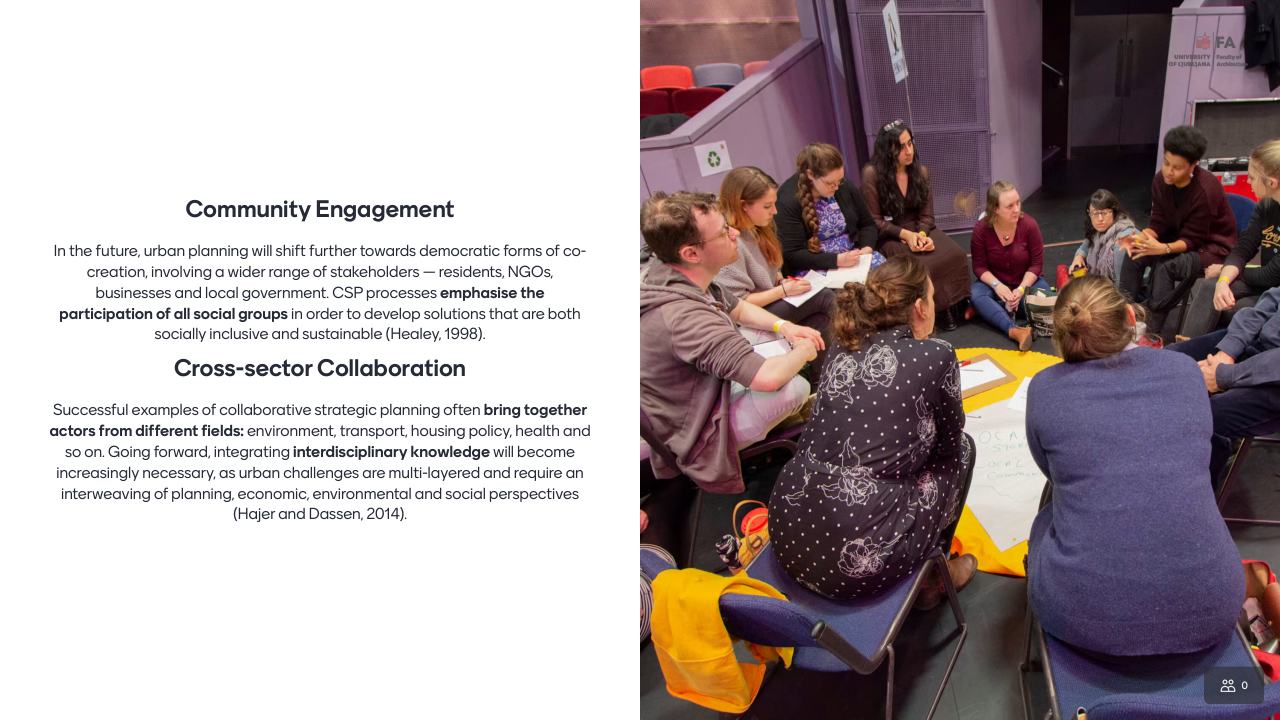 Community Engagement
In the future, urban planning will shift further towards democratic forms of co-
creation, involving a wider range of stakeholders — residents, NGOs,
businesses and local government. CSP processes emphasise the
participation of all social groups in order to develop solutions that are both
socially inclusive and sustainable (Healey, 1998).
Cross-sector Collaboration
Successful examples of collaborative strategic planning often bring together
actors from different fields: environment, transport, housing policy, health and
so on. Going forward, integrating interdisciplinary knowledge will become
increasingly necessary, as urban challenges are multi-layered and require an
interweaving of planning, economic, environmental and social perspectives
(Hajer and Dassen, 2014).
UNIVERSITY
OF LJUBLJANA
FA
Faculty of
Architecture
LOCAL
0